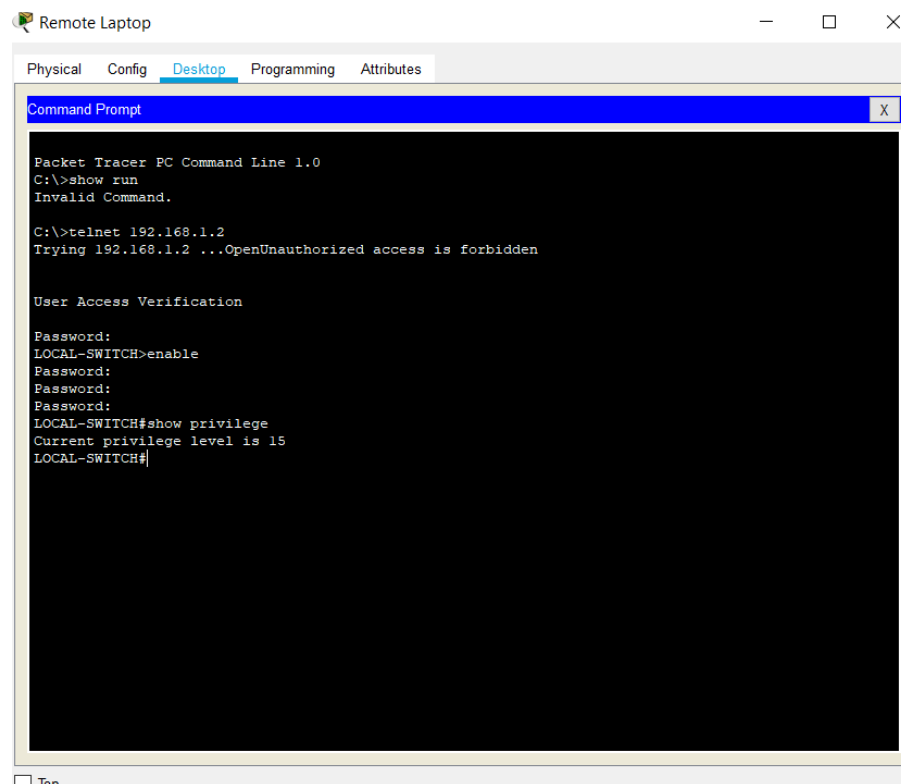 Remote Laptop
Physical Config Desktop Programming Attributes
Command Prompt X
Packet Tracer PC Command Line 1.0
C:\>show run
Invalid Command.
C:\>telnet 192.168.1.2
Trying 192.168.1.2 ...OpenUnauthorized access is forbidden
User Access Verification
Password:
LOCAL-SWITCH>enable
Password:
Password:
Password:
LOCAL-SWITCH#show privilege
Current privilege level is 15
LOCAL-SWITCH#
Top